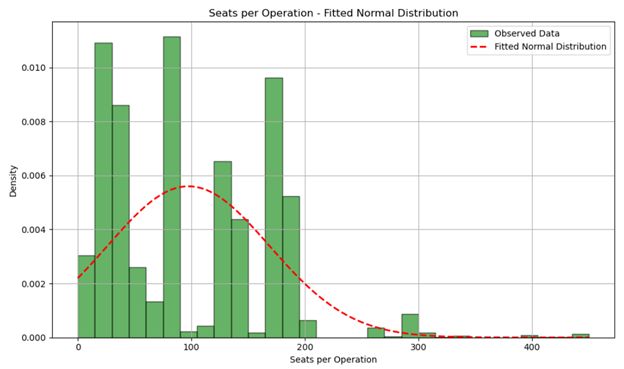 Seats per Operation - Fitted Normal Distribution
Observed Data
Fitted Normal Distribution
Density
0.010
0.008
0.006
0.004
0.002
0.000
0 100 200 300 400
Seats per Operation